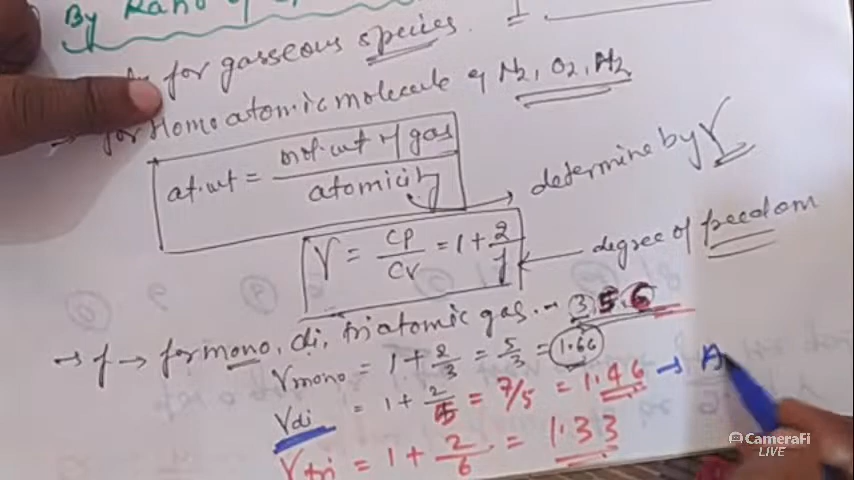 By
for gasseous species.
→ for Homoatomic molecule of N2, O2, H2
at.wt = mol.wt of gas / atomicity
determine by γ
γ = CP/CV = 1 + 2/f
degree of freedom
→ f → for mono, di, triatomic gas .. 3, 5, 6
γmono = 1 + 2/3 = 5/3 = 1.66
γdi = 1 + 2/5 = 7/5 = 1.46 → A
γtri = 1 + 2/6 = 1.33
CameraFi
LIVE